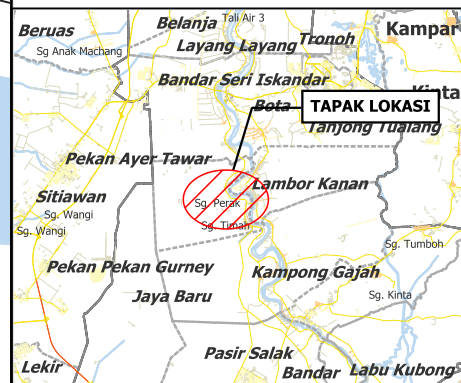 Beruas
Belanja
Tali Air 3
Kampar
Sg Anak Machang
Layang Layang
Tronoh
Bandar Seri Iskandar
Kinta
Bota
TAPAK LOKASI
Tanjong Tualang
Pekan Ayer Tawar
Lambor Kanan
Sitiawan
Sg. Perak
Sg. Wangi
Sg. Wangi
Sg. Timah
Sg. Tumboh
Pekan Pekan Gurney
Kampong Gajah
Jaya Baru
Sg. Kinta
Pasir Salak
Lekir
Bandar
Labu Kubong